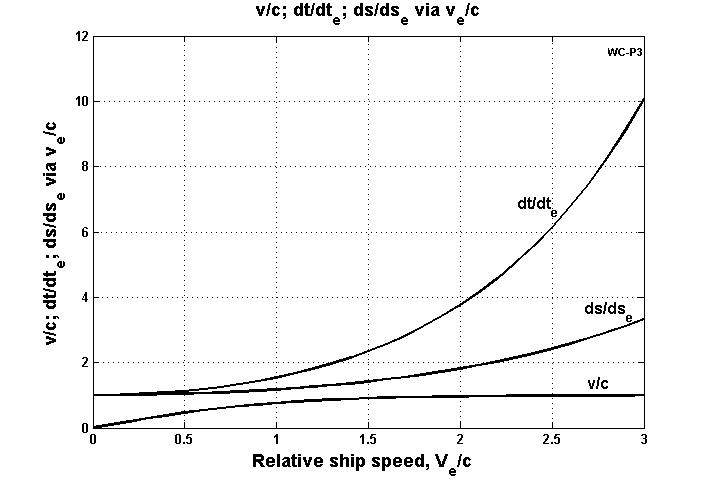 v/c; dt/dte; ds/dse via ve/c
WC-P3
v/c; dt/dte; ds/dse via ve/c
12
10
8
6
4
2
0
dt/dte
ds/dse
v/c
0 0.5 1 1.5 2 2.5 3
Relative ship speed, Ve/c